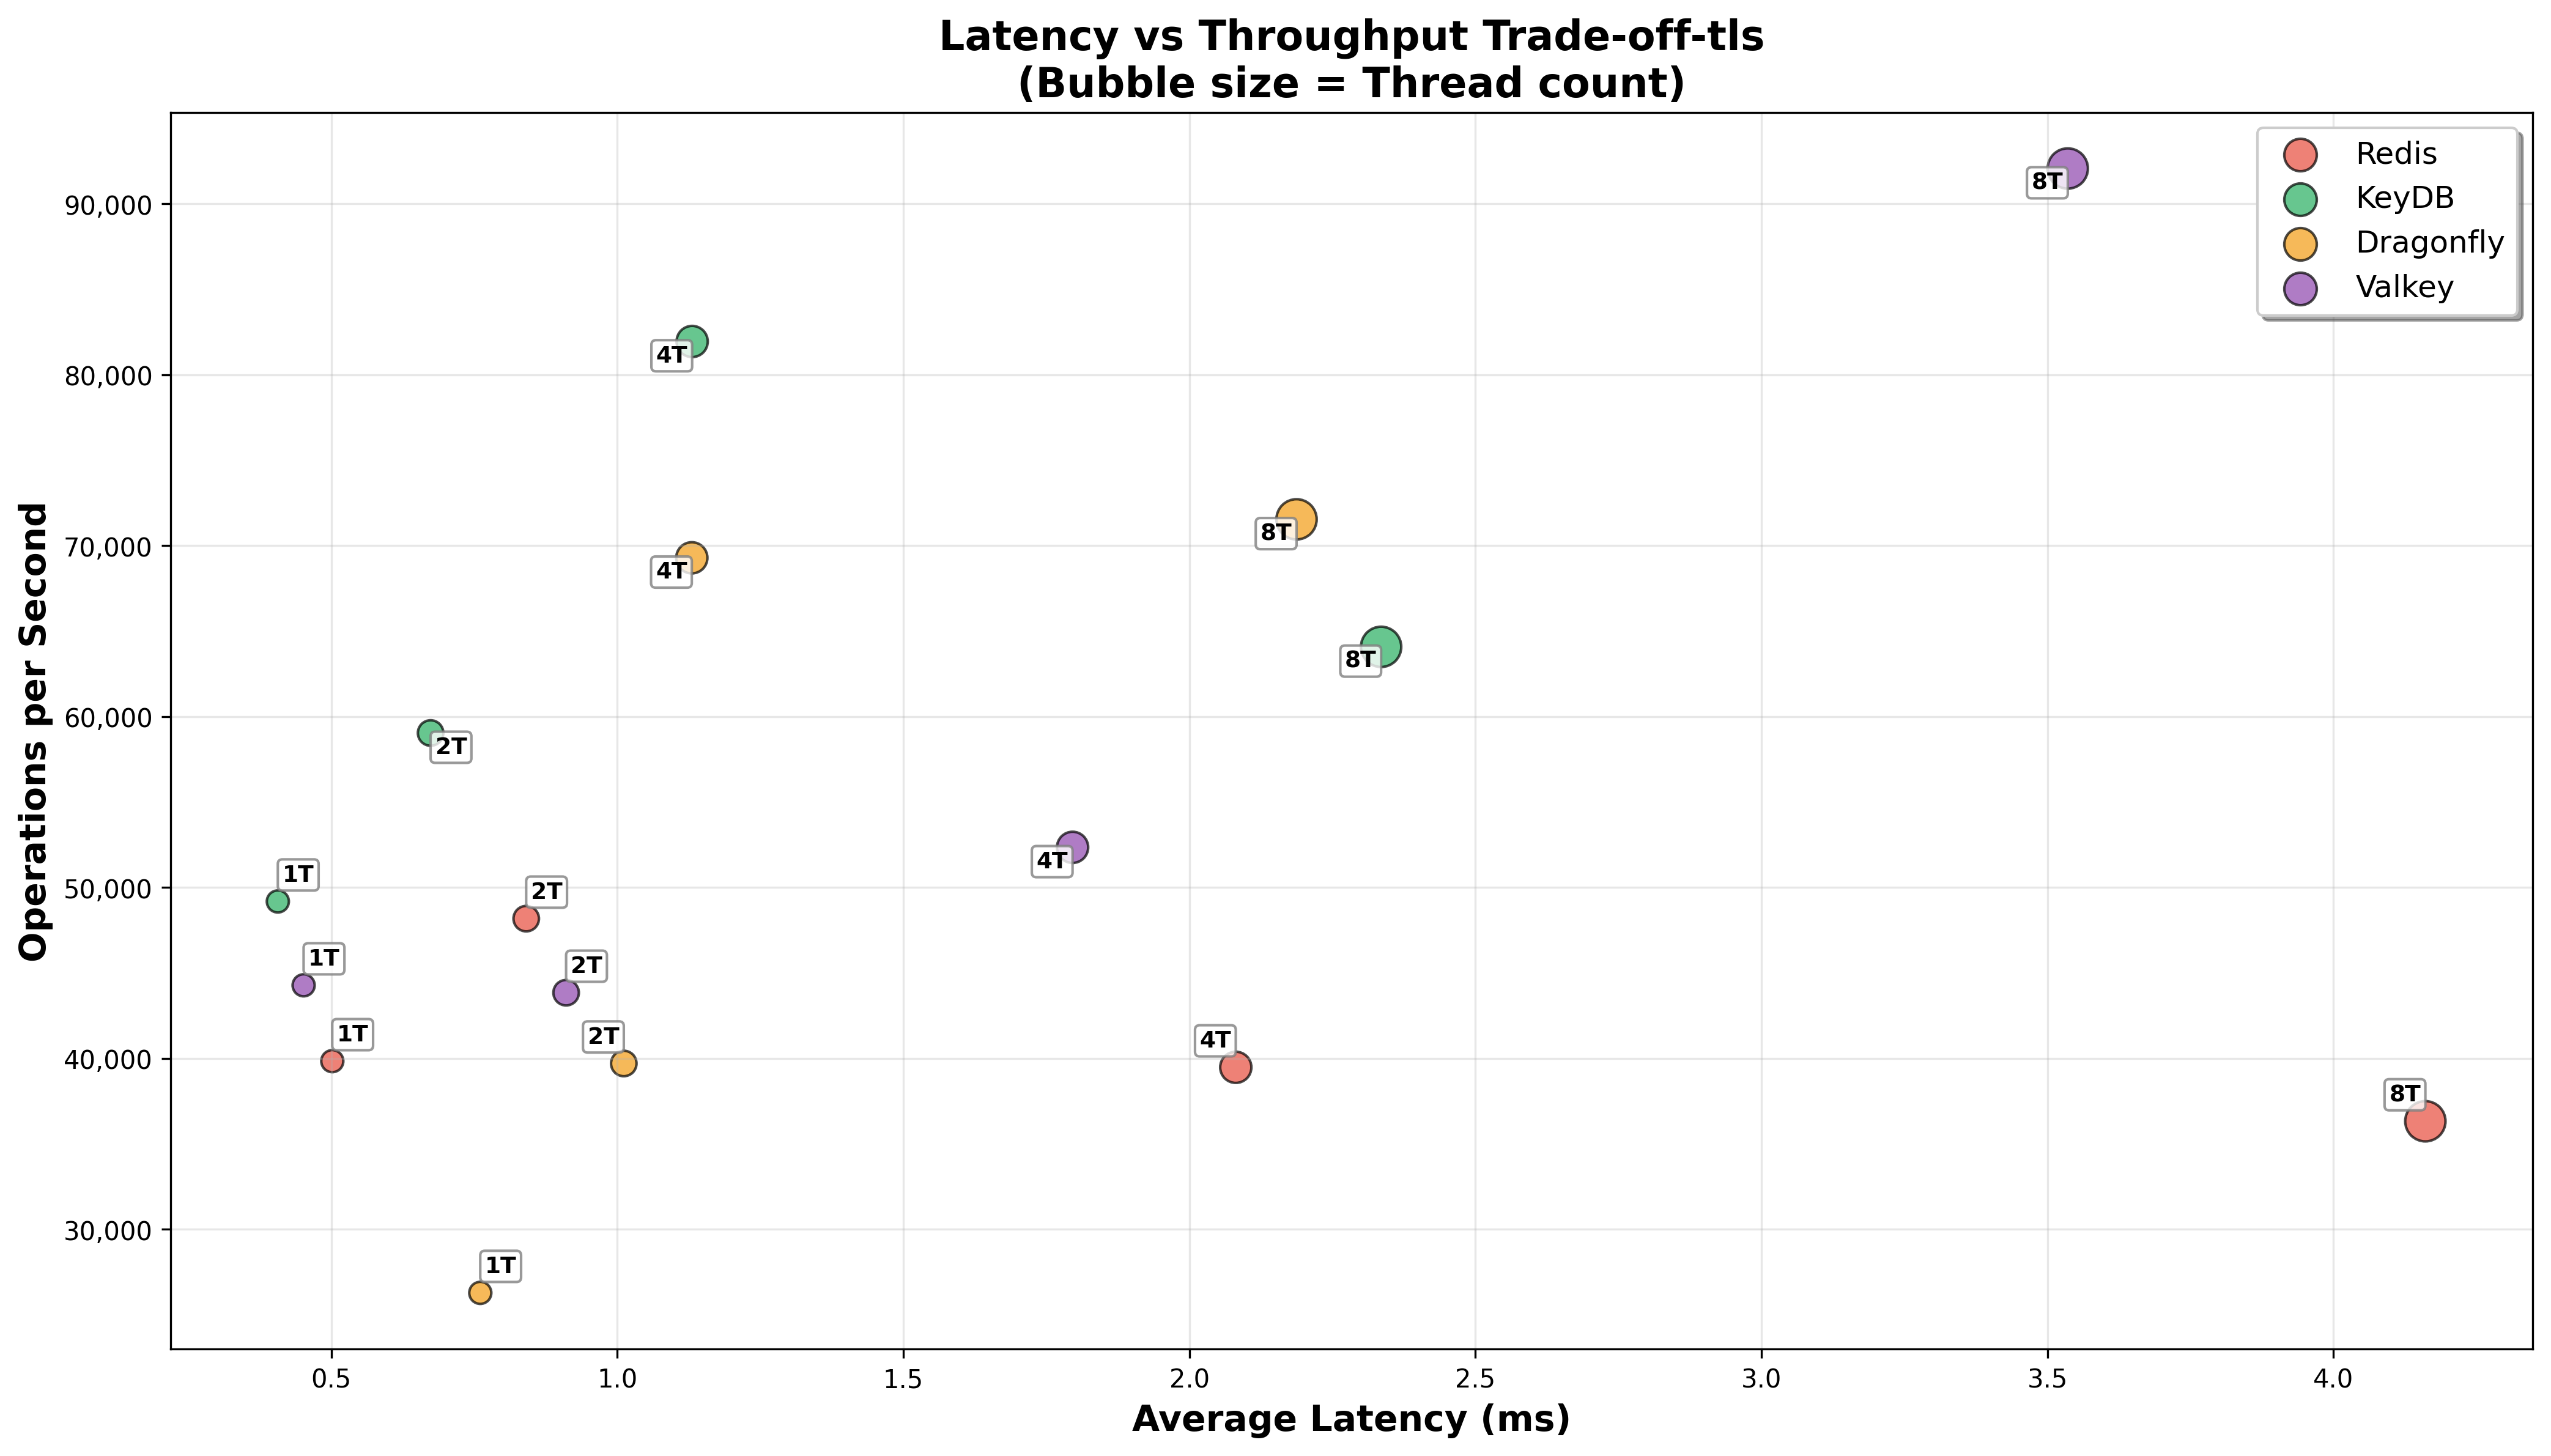 Latency vs Throughput Trade-off-tls
(Bubble size = Thread count)
Operations per Second
90,000
80,000
70,000
60,000
50,000
40,000
30,000
8T
4T
8T
4T
8T
2T
4T
1T
2T
1T
2T
1T
2T
4T
8T
1T
Redis
KeyDB
Dragonfly
Valkey
0.5
1.0
1.5
2.0
2.5
3.0
3.5
4.0
Average Latency (ms)